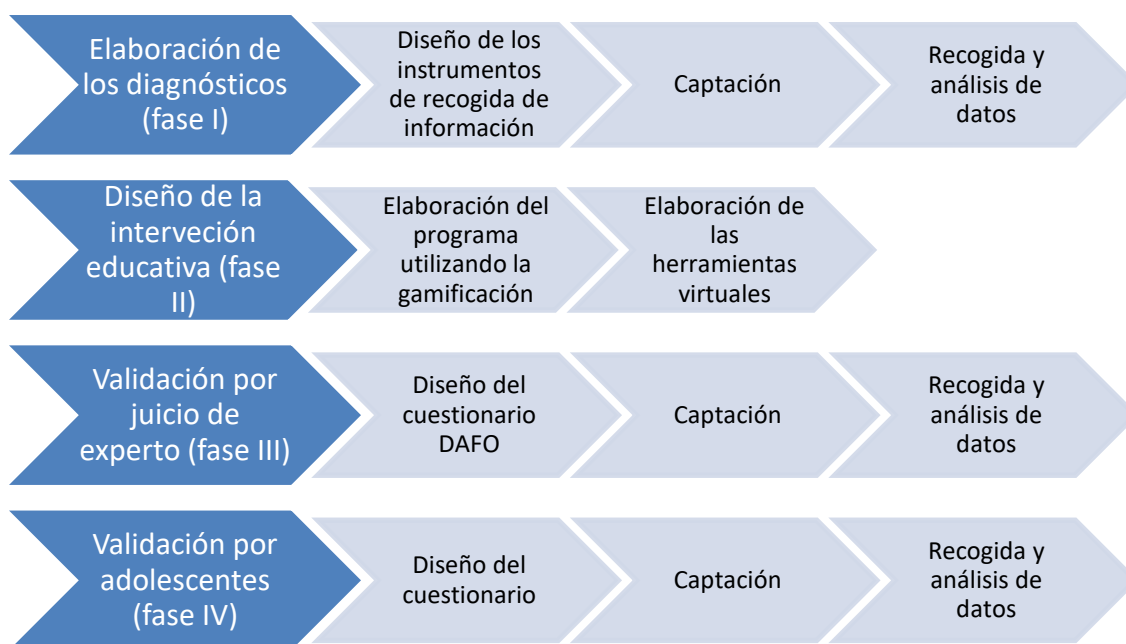 Elaboración de
los diagnósticos
(fase I)
Diseño de los
instrumentos
de recogida de
información
Captación
Recogida y
análisis de
datos
Diseño de la
interveción
educativa (fase
II)
Elaboración del
programa
utilizando la
gamificación
Elaboración de
las
herramientas
virtuales
Validación por
juicio de
experto (fase III)
Diseño del
cuestionario
DAFO
Captación
Recogida y
análisis de
datos
Validación por
adolescentes
(fase IV)
Diseño del
cuestionario
Captación
Recogida y
análisis de
datos